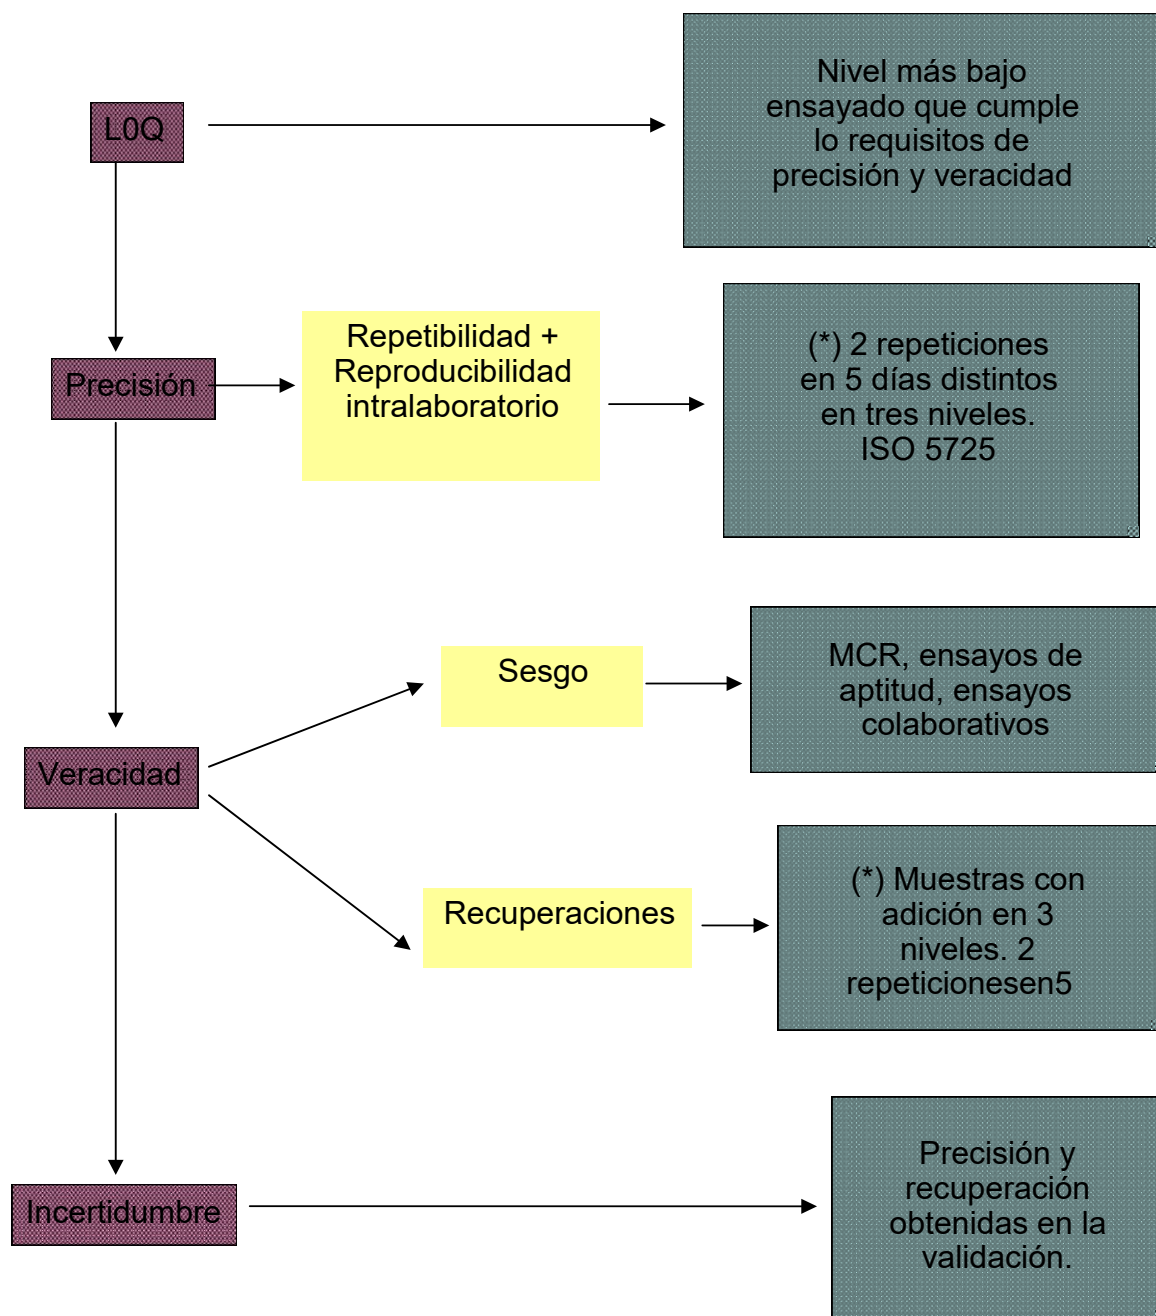 L0Q
Nivel más bajo
ensayado que cumple
lo requisitos de
precisión y veracidad
Precisión
Repetibilidad +
Reproducibilidad
intralaboratorio
(*) 2 repeticiones
en 5 días distintos
en tres niveles.
ISO 5725
Veracidad
Sesgo
MCR, ensayos de
aptitud, ensayos
colaborativos
Recuperaciones
(*) Muestras con
adición en 3
niveles. 2
repeticionesen5
Incertidumbre
Precisión y
recuperación
obtenidas en la
validación.